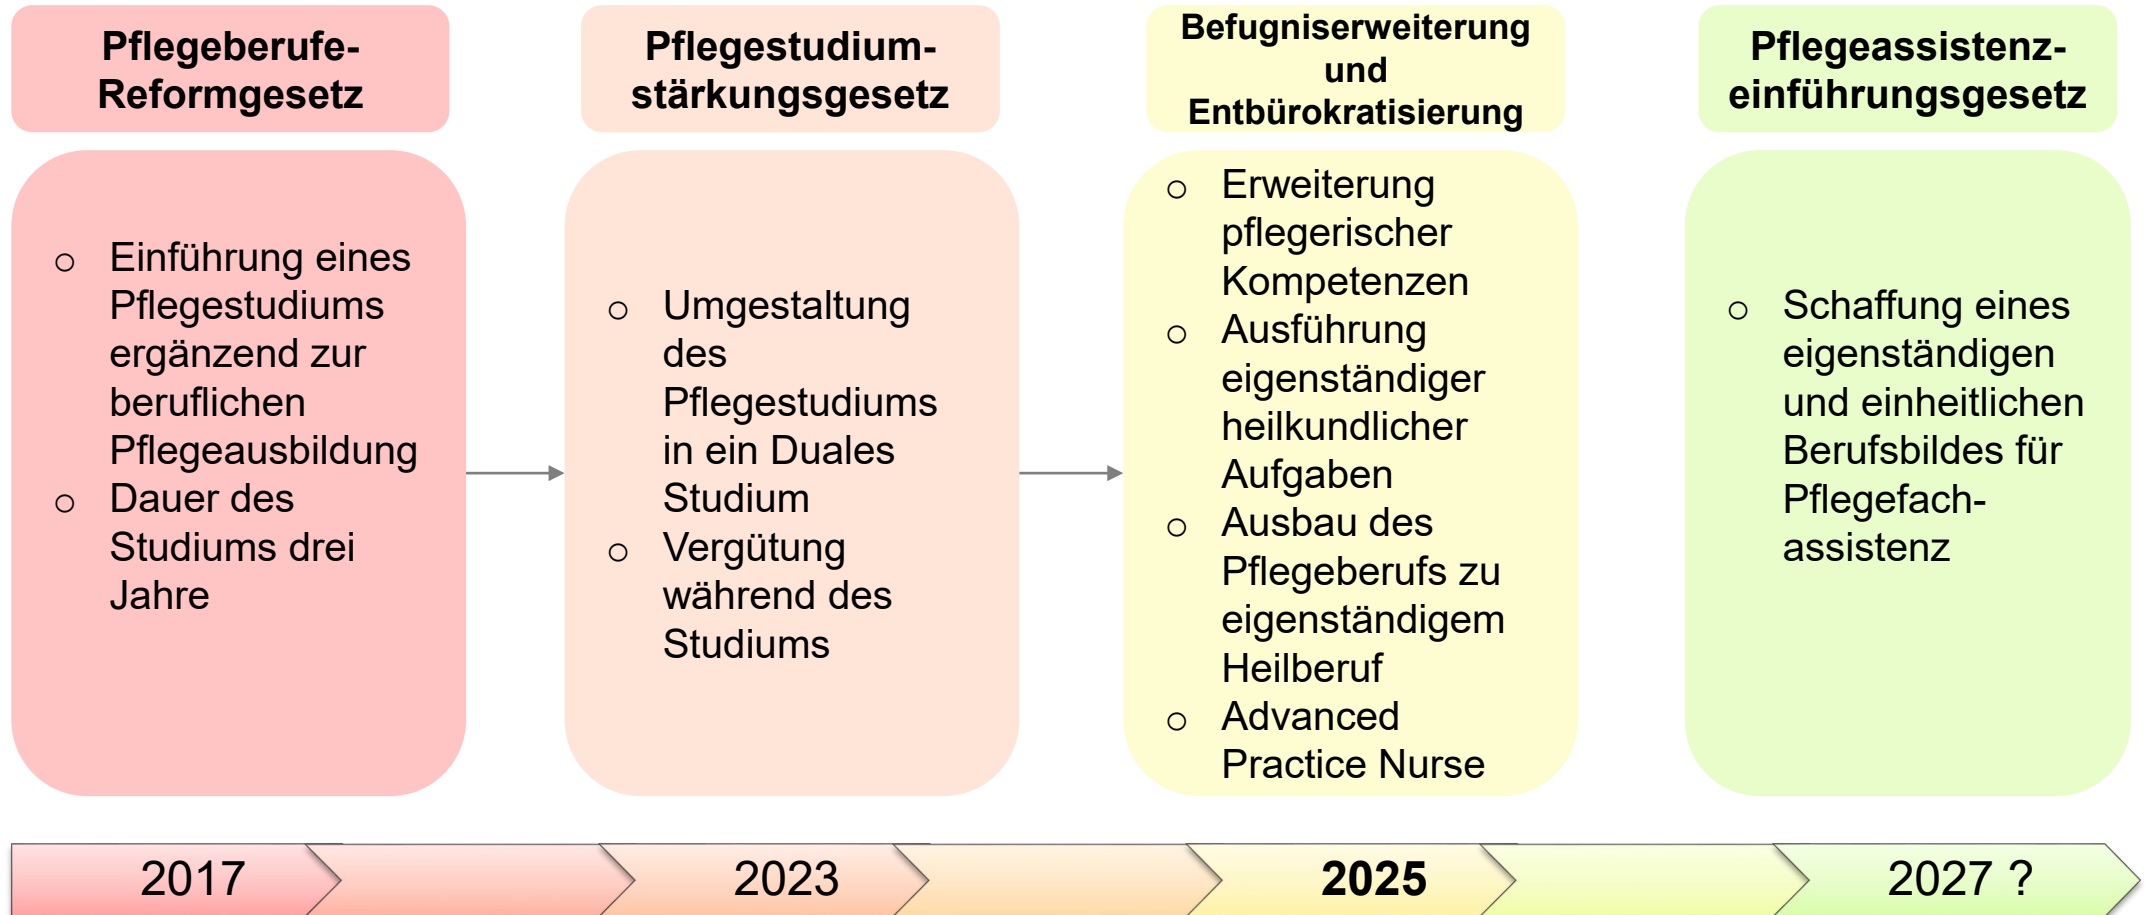 Pflegeberufe-
Reformgesetz
o Einführung eines
Pflegestudiums
ergänzend zur
beruflichen
Pflegeausbildung
o Dauer des
Studiums drei
Jahre
Pflegestudium-
stärkungsgesetz
o Umgestaltung
des
Pflegestudiums
in ein Duales
Studium
o Vergütung
während des
Studiums
Befugniserweiterung
und
Entbürokratisierung
o Erweiterung
pflegerischer
Kompetenzen
o Ausführung
eigenständiger
heilkundlicher
Aufgaben
o Ausbau des
Pflegeberufs zu
eigenständigem
Heilberuf
o Advanced
Practice Nurse
Pflegeassistenz-
einführungsgesetz
o Schaffung eines
eigenständigen
und einheitlichen
Berufsbildes für
Pflegefach-
assistenz
2017
2023
2025
2027 ?